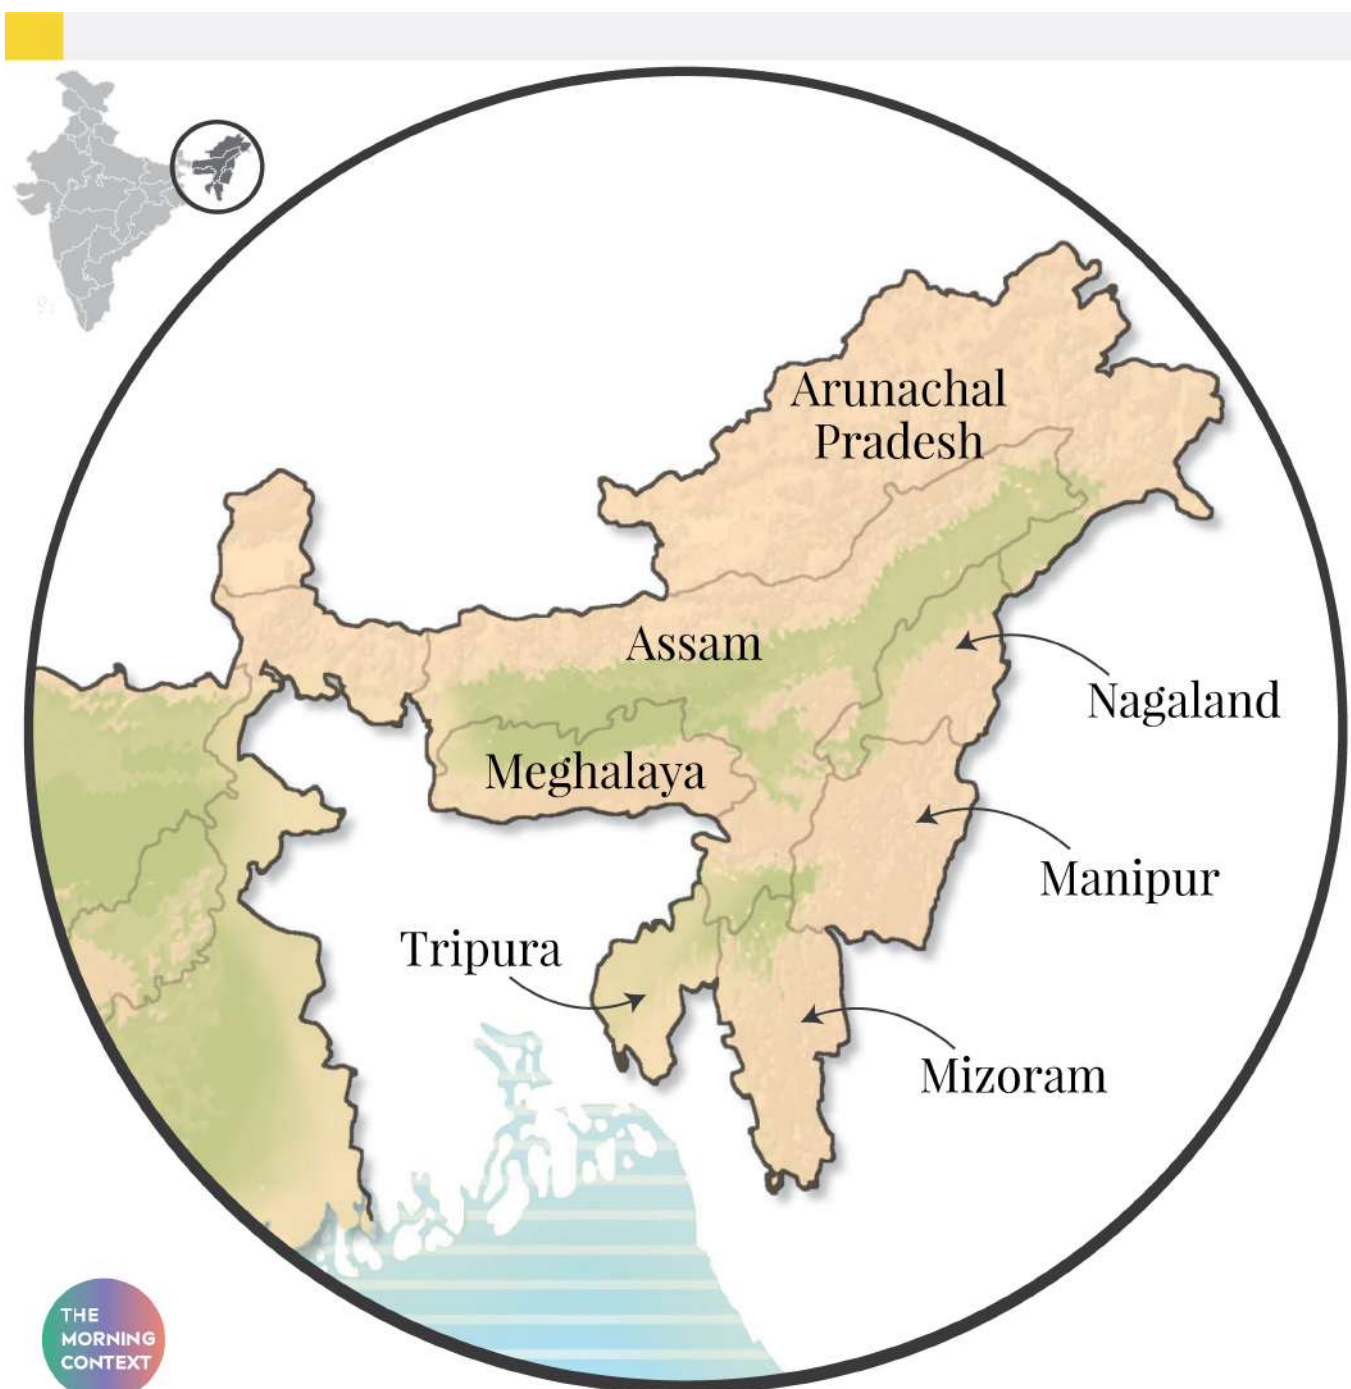 Arunachal
Pradesh
Assam
Nagaland
Meghalaya
Manipur
Tripura
Mizoram
THE
MORNING
CONTEXT